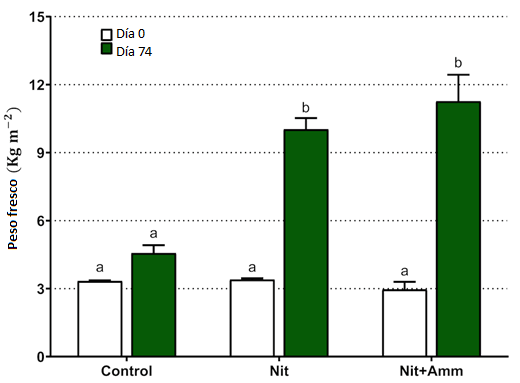 15
12
9
6
3
0
Peso fresco (Kg m⁻²)
Día 0
Día 74
a
a
a
b
a
b
Control
Nit
Nit+Amm